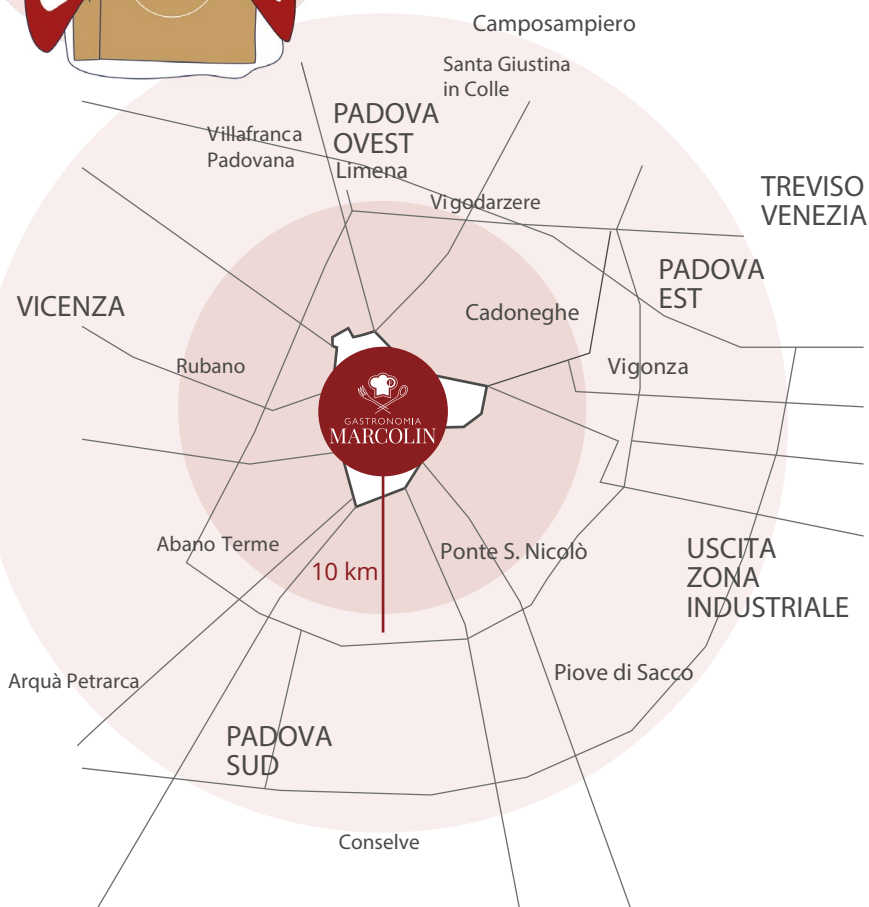 Camposampiero
Santa Giustina
in Colle
PADOVA
OVEST
Limena
Villafranca
Padovana
Vigodarzere
TREVISO
VENEZIA
PADOVA
EST
VICENZA
Cadoneghe
Rubano
Vigonza
GASTRONOMIA
MARCOLIN
Abano Terme
Ponte S. Nicolò
10 km
USCITA
ZONA
INDUSTRIALE
Arquà Petrarca
Piove di Sacco
PADOVA
SUD
Conselve